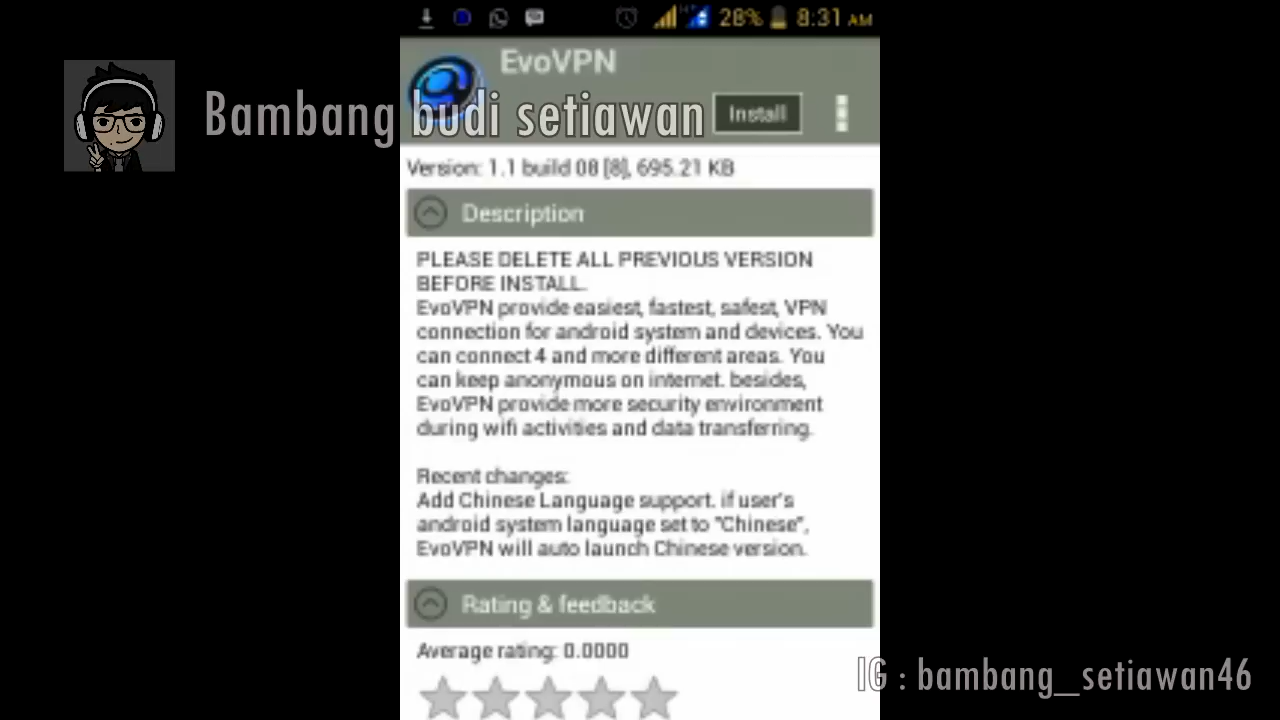 28% 8:31 AM
EvoVPN
Bambang budi setiawan
Install
Version: 1.1 build 08 [8], 695.21 KB
Description
PLEASE DELETE ALL PREVIOUS VERSION
BEFORE INSTALL.
EvoVPN provide easiest, fastest, safest, VPN
connection for android system and devices. You
can connect 4 and more different areas. You
can keep anonymous on internet. besides,
EvoVPN provide more security environment
during wifi activities and data transferring.
Recent changes:
Add Chinese Language support. if user's
android system language set to "Chinese",
EvoVPN will auto launch Chinese version.
Rating & feedback
Average rating: 0.0000
IG : bambang_setiawan46